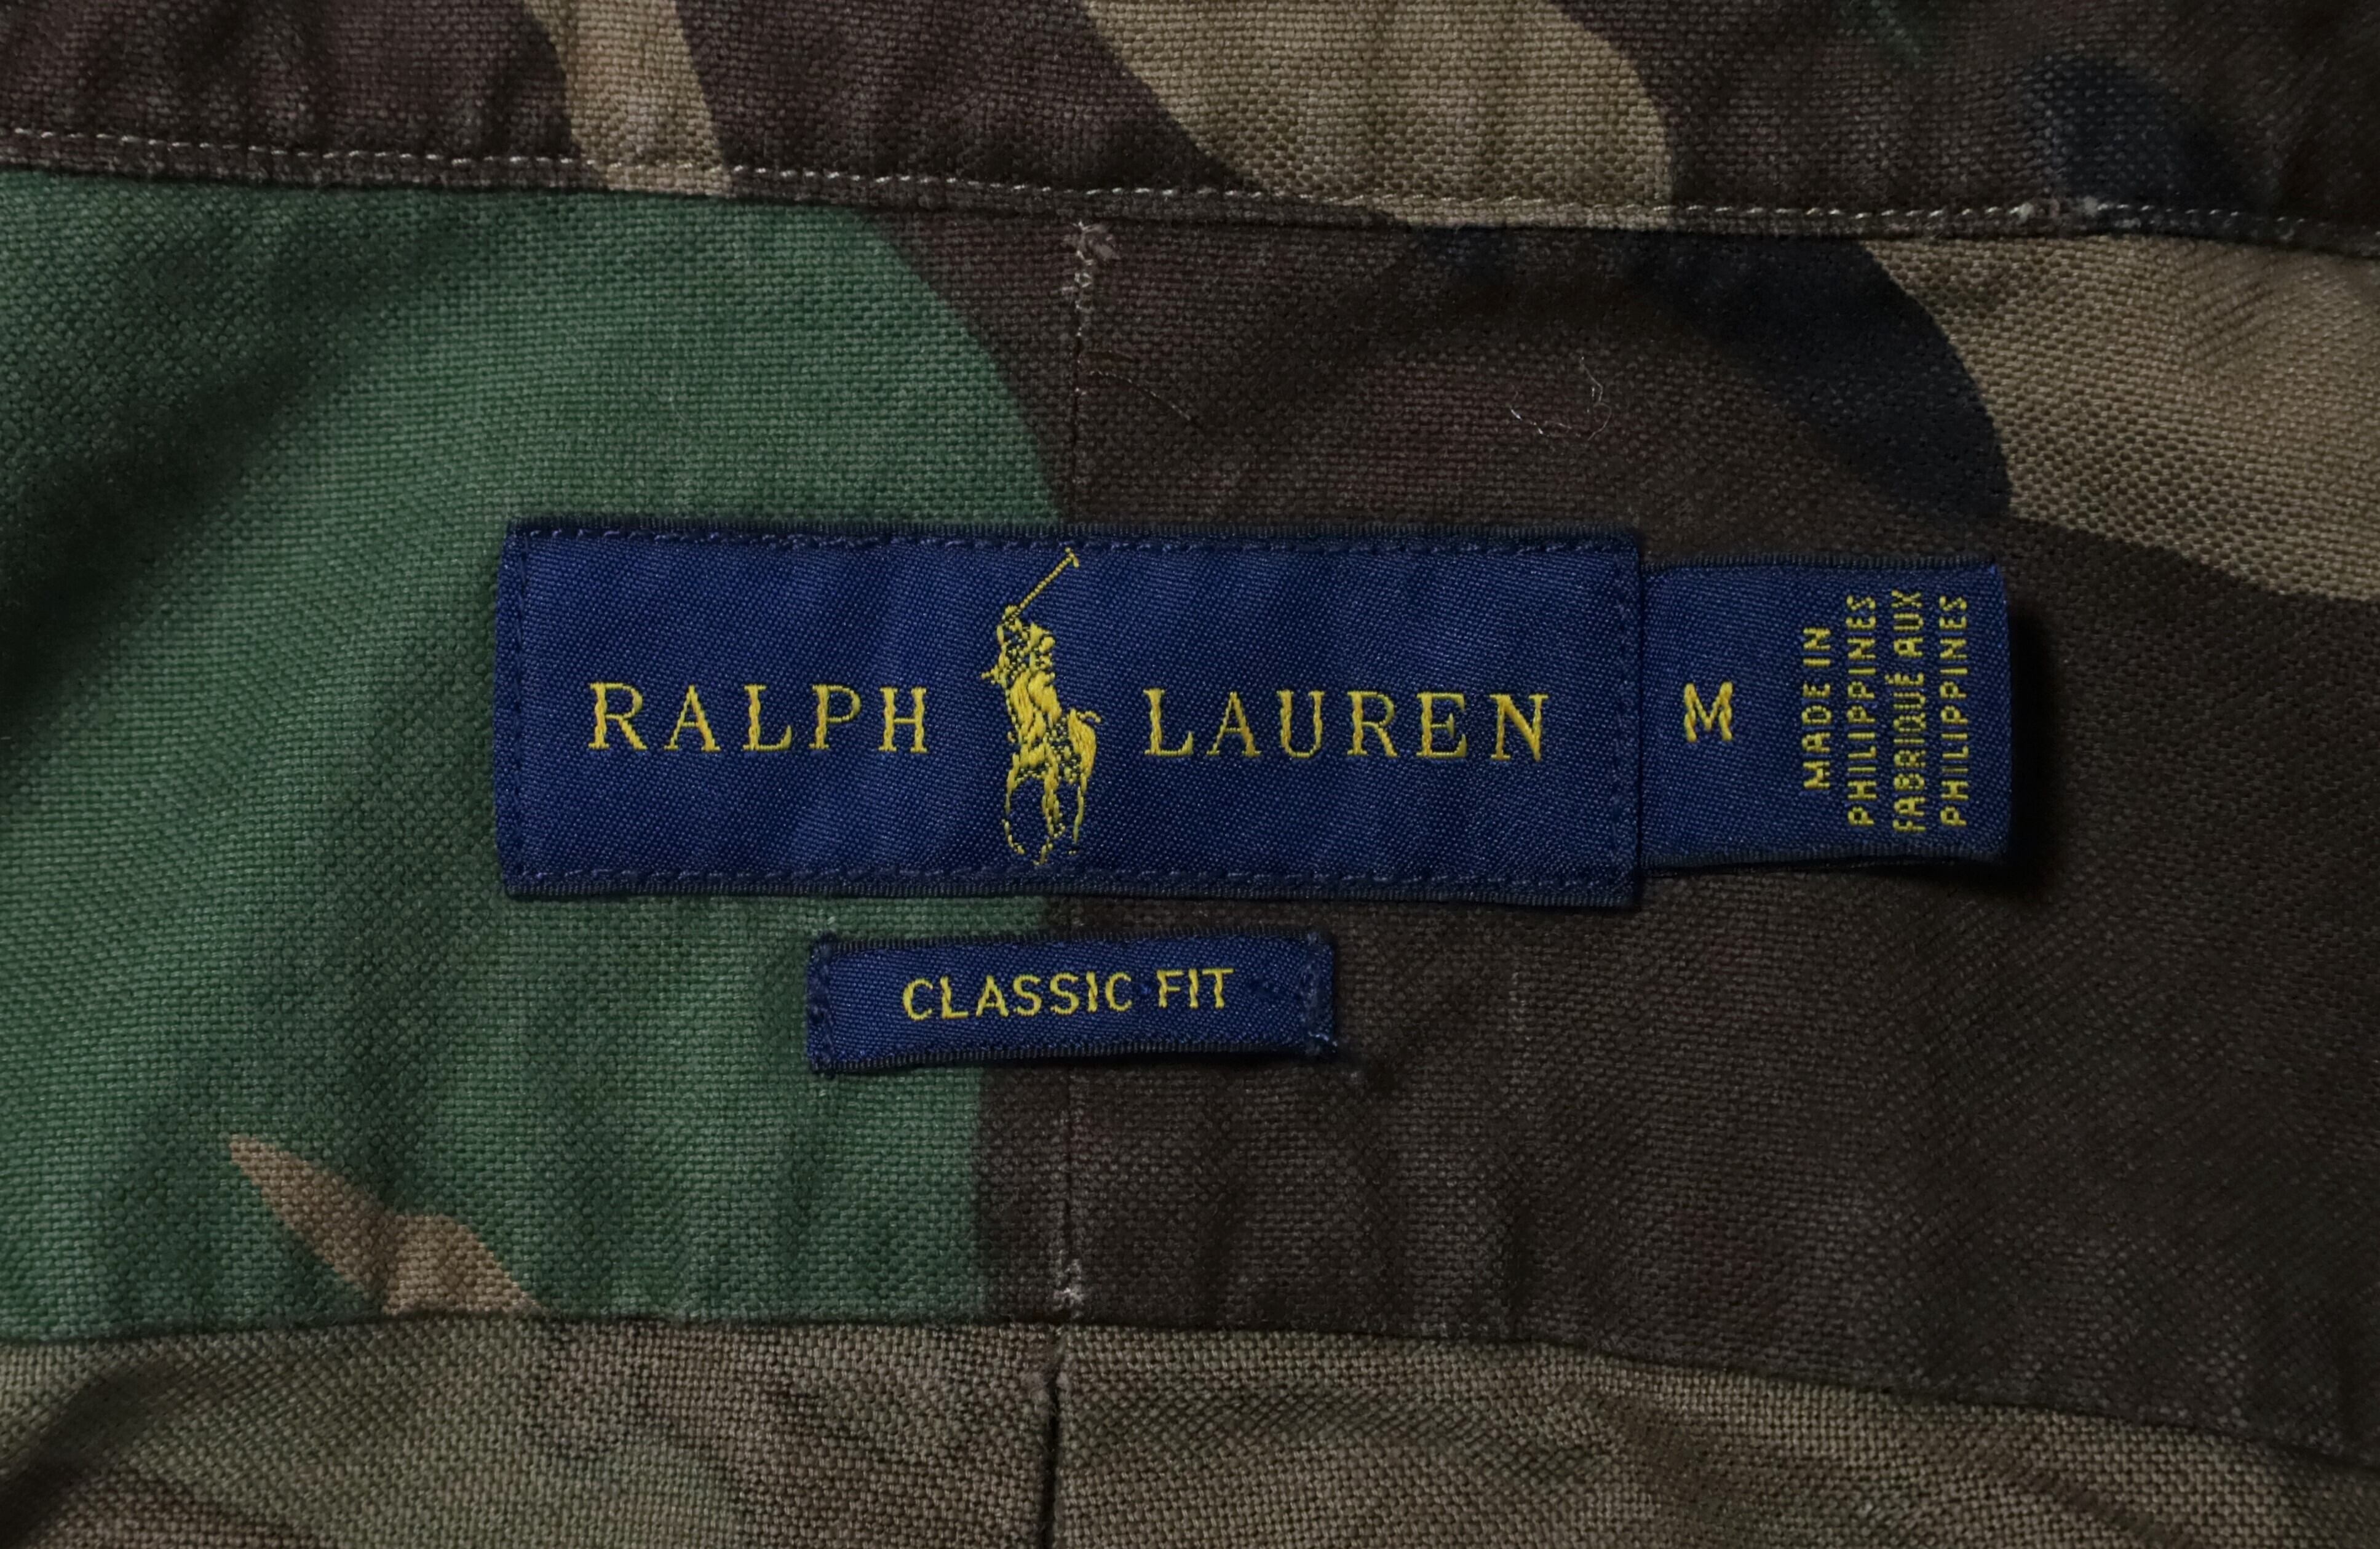 RALPH LAUREN
M
MADE IN
PHILIPPINES
FABRIQUÉ AUX
PHILIPPINES
CLASSIC FIT